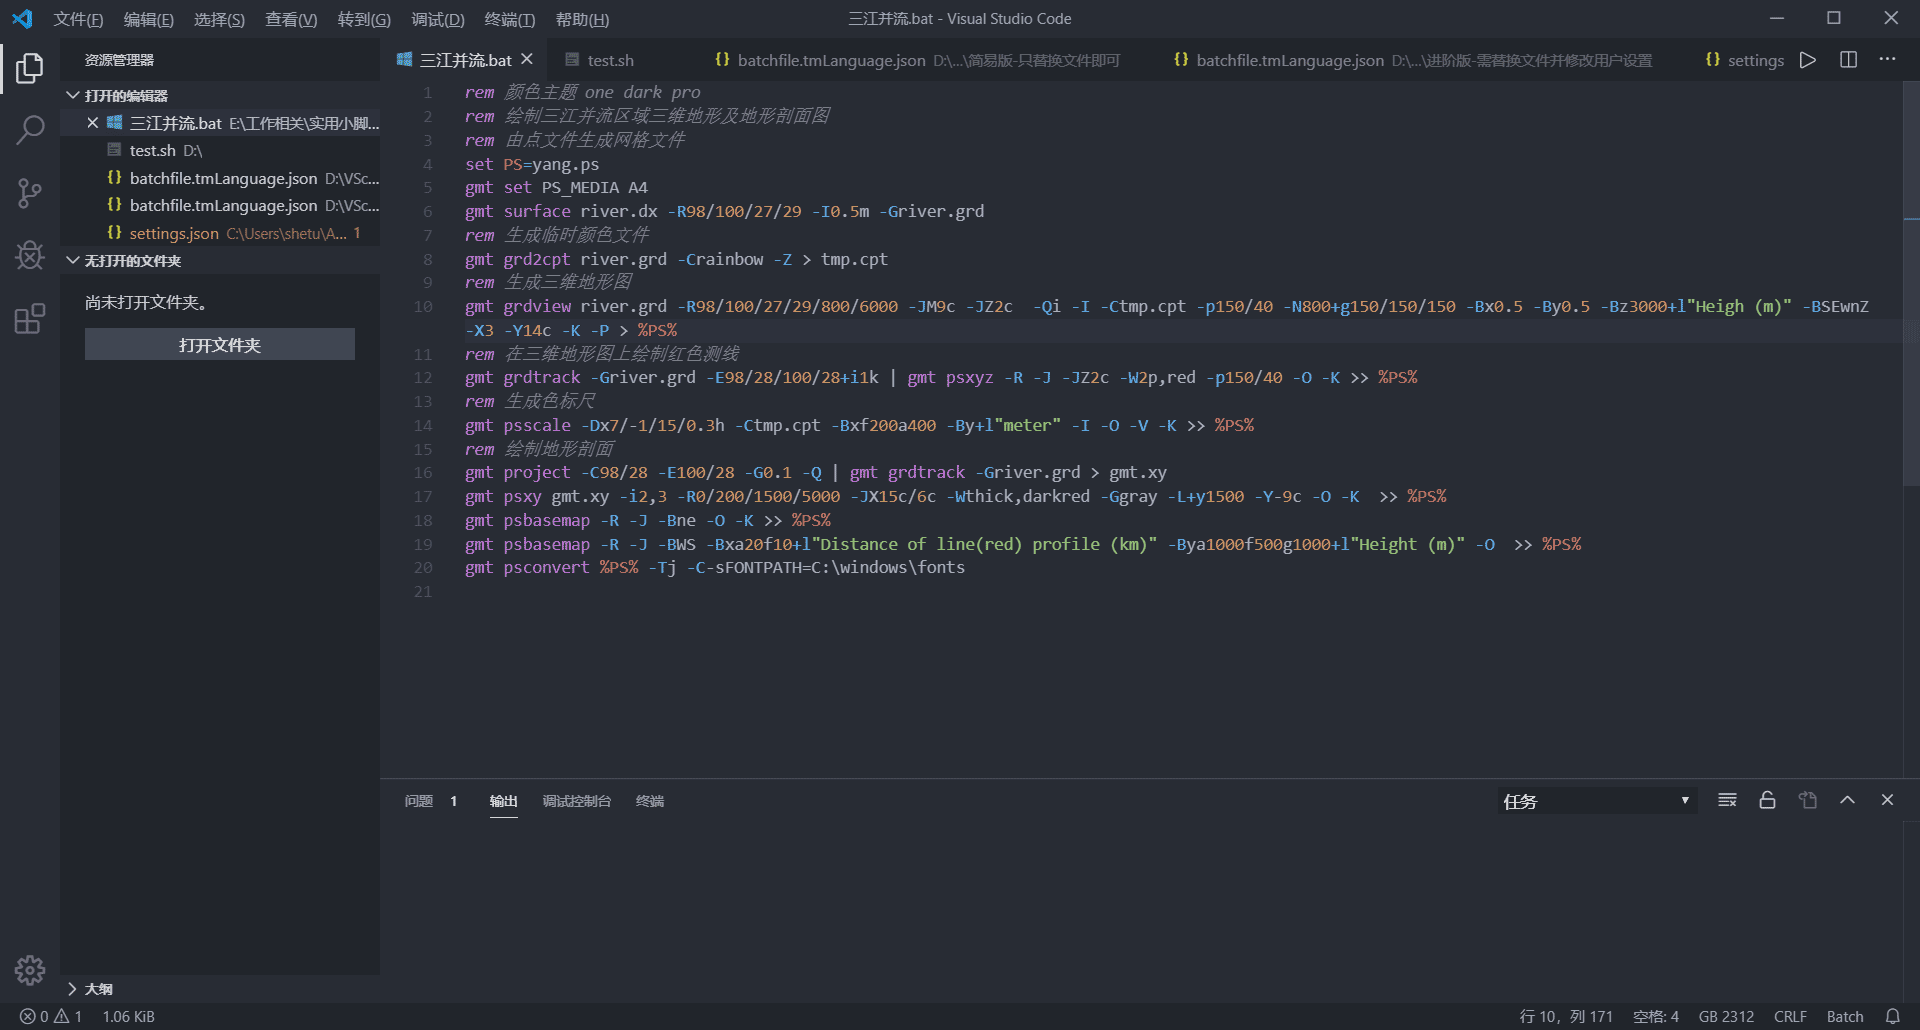 文件(F) 编辑(E) 选择(S) 查看(V) 转到(G) 调试(D) 终端(T) 帮助(H)
三江并流.bat - Visual Studio Code
资源管理器
打开的编辑器
三江并流.bat E:\工作相关\实用小脚...
test.sh D:\
batchfile.tmLanguage.json D:\VSc...
batchfile.tmLanguage.json D:\VSc...
settings.json C:\Users\shetu\A... 1
无打开的文件夹
尚未打开文件夹。
打开文件夹
大纲
三江并流.bat
test.sh
batchfile.tmLanguage.json D:\...\简易版-只替换文件即可
batchfile.tmLanguage.json D:\...\进阶版-需替换文件并修改用户设置
settings
1 rem 颜色主题 one dark pro
2 rem 绘制三江并流区域三维地形及地形剖面图
3 rem 由点文件生成网格文件
4 set PS=yang.ps
5 gmt set PS_MEDIA A4
6 gmt surface river.dx -R98/100/27/29 -I0.5m -Griver.grd
7 rem 生成临时颜色文件
8 gmt grd2cpt river.grd -Crainbow -Z > tmp.cpt
9 rem 生成三维地形图
10 gmt grdview river.grd -R98/100/27/29/800/6000 -JM9c -JZ2c  -Qi -I -Ctmp.cpt -p150/40 -N800+g150/150/150 -Bx0.5 -By0.5 -Bz3000+l"Heigh (m)" -BSEwnZ
-X3 -Y14c -K -P > %PS%
11 rem 在三维地形图上绘制红色测线
12 gmt grdtrack -Griver.grd -E98/28/100/28+i1k | gmt psxyz -R -J -JZ2c -W2p,red -p150/40 -O -K >> %PS%
13 rem 生成色标尺
14 gmt psscale -Dx7/-1/15/0.3h -Ctmp.cpt -Bxf200a400 -By+l"meter" -I -O -V -K >> %PS%
15 rem 绘制地形剖面
16 gmt project -C98/28 -E100/28 -G0.1 -Q | gmt grdtrack -Griver.grd > gmt.xy
17 gmt psxy gmt.xy -i2,3 -R0/200/1500/5000 -JX15c/6c -Wthick,darkred -Ggray -L+y1500 -Y-9c -O -K  >> %PS%
18 gmt psbasemap -R -J -Bne -O -K >> %PS%
19 gmt psbasemap -R -J -BWS -Bxa20f10+l"Distance of line(red) profile (km)" -Bya1000f500g1000+l"Height (m)" -O  >> %PS%
20 gmt psconvert %PS% -Tj -C-sFONTPATH=C:\windows\fonts
21
问题 1 输出 调试控制台 终端
任务
0 1 1.06 KiB
行 10，列 171 空格: 4 GB 2312 CRLF Batch